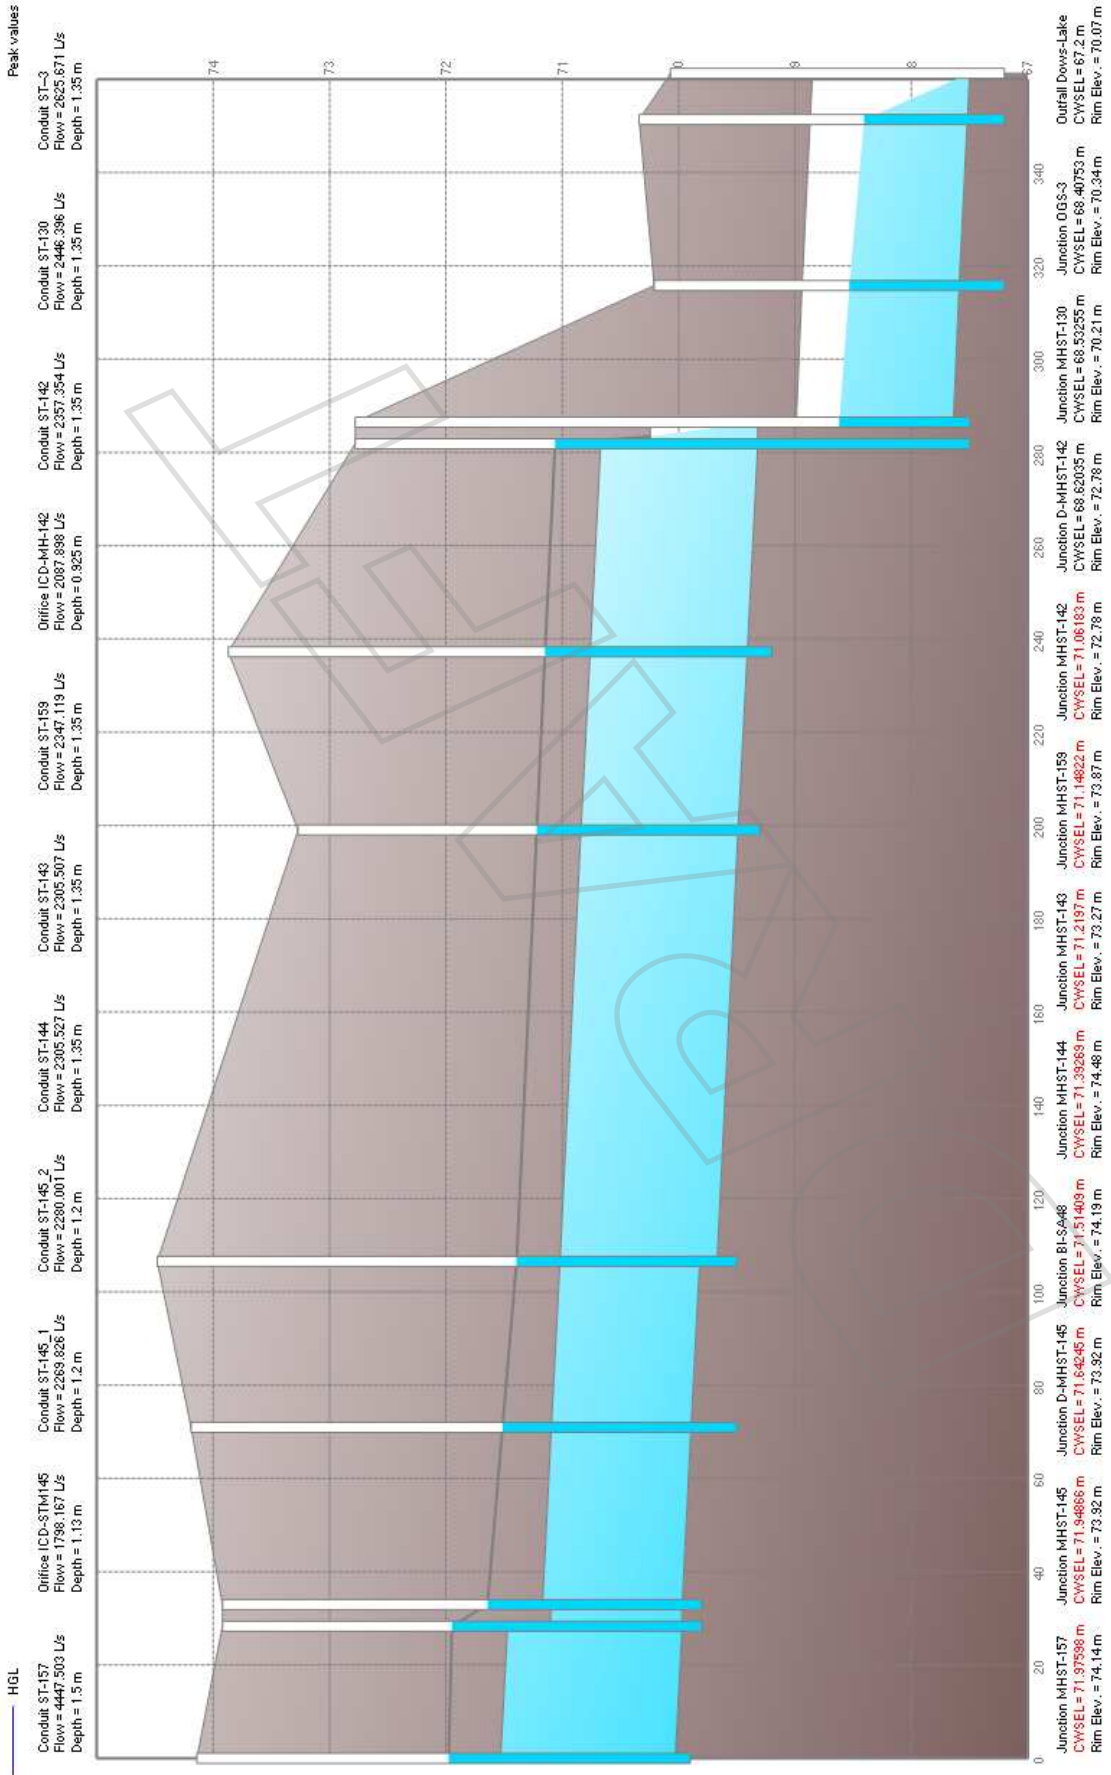 HGL
Peak values
Conduit ST-157
Flow = 4447.503 L/s
Depth = 1.5 m
Orifice ICD-STM145
Flow = 1798.167 L/s
Depth = 1.13 m
Conduit ST-145_1
Flow = 2269.826 L/s
Depth = 1.2 m
Conduit ST-145_2
Flow = 2280.001 L/s
Depth = 1.2 m
Conduit ST-144
Flow = 2305.527 L/s
Depth = 1.35 m
Conduit ST-143
Flow = 2305.507 L/s
Depth = 1.35 m
Conduit ST-159
Flow = 2347.119 L/s
Depth = 1.35 m
Orifice ICD-MH-142
Flow = 2087.898 L/s
Depth = 0.925 m
Conduit ST-142
Flow = 2357.354 L/s
Depth = 1.35 m
Conduit ST-130
Flow = 2446.396 L/s
Depth = 1.35 m
Conduit ST--3
Flow = 2625.671 L/s
Depth = 1.35 m
74
73
72
71
70
69
68
67
0
20
40
60
80
100
120
140
160
180
200
220
240
260
280
300
320
340
Junction MHST-157
CWSEL = 71.97598 m
Rim Elev. = 74.14 m
Junction MHST-145
CWSEL = 71.94866 m
Rim Elev. = 73.92 m
Junction D-MHST-145
CWSEL = 71.64245 m
Rim Elev. = 73.92 m
Junction BI-SA48
CWSEL = 71.51409 m
Rim Elev. = 74.19 m
Junction MHST-144
CWSEL = 71.39269 m
Rim Elev. = 74.48 m
Junction MHST-143
CWSEL = 71.2197 m
Rim Elev. = 73.27 m
Junction MHST-159
CWSEL = 71.14822 m
Rim Elev. = 73.87 m
Junction MHST-142
CWSEL = 71.06183 m
Rim Elev. = 72.78 m
Junction D-MHST-142
CWSEL = 68.62035 m
Rim Elev. = 72.78 m
Junction MHST-130
CWSEL = 68.53255 m
Rim Elev. = 70.21 m
Junction OGS-3
CWSEL = 68.40753 m
Rim Elev. = 70.34 m
Outfall Dows-Lake
CWSEL = 67.2 m
Rim Elev. = 70.07 m
DRAFT